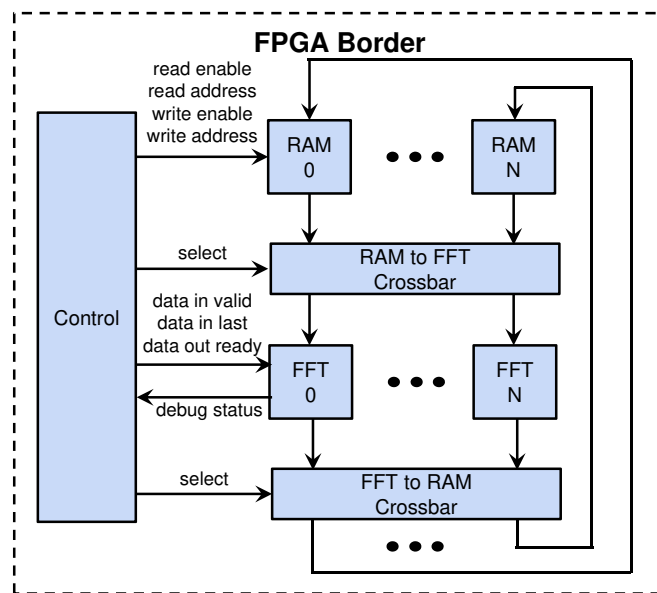 FPGA Border
read enable
read address
write enable
write address
RAM
0
RAM
N
select
RAM to FFT
Crossbar
Control
data in valid
data in last
data out ready
FFT
0
FFT
N
debug status
select
FFT to RAM
Crossbar